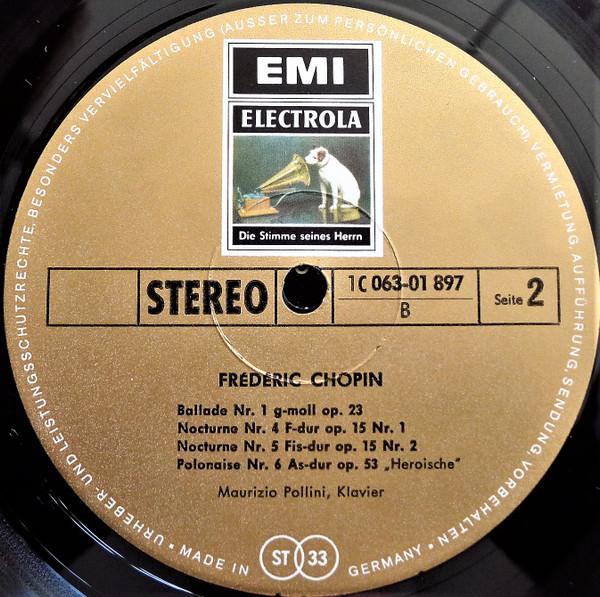 URHEBER- UND LEISTUNGSSCHUTZRECHTE, BESONDERS VERVIELFÄLTIGUNG (AUSSER ZUM PERSÖNLICHEN GEBRAUCH), VERMIETUNG, AUFFÜHRUNG, SENDUNG, VORBEHALTEN •
EMI
ELECTROLA
Die Stimme seines Herrn
STEREO
1C 063-01 897
B
Seite 2
FRÉDÉRIC CHOPIN
Ballade Nr. 1 g-moll op. 23
Nocturne Nr. 4 F-dur op. 15 Nr. 1
Nocturne Nr. 5 Fis-dur op. 15 Nr. 2
Polonaise Nr. 6 As-dur op. 53 „Heroische“
Maurizio Pollini, Klavier
• MADE IN GERMANY •
ST 33